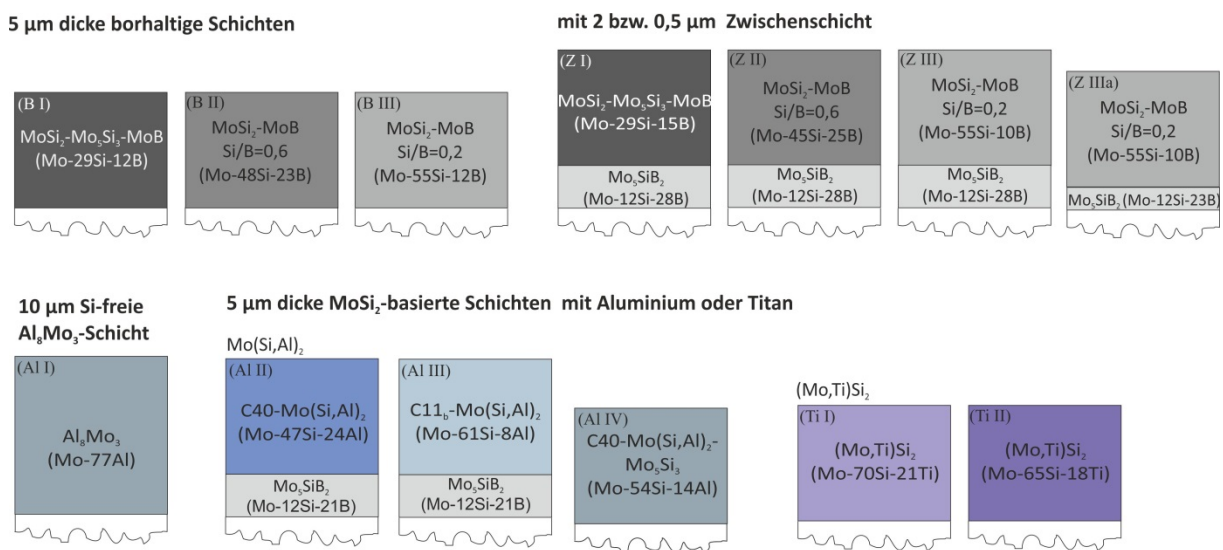 5 µm dicke borhaltige Schichten
(B I)
MoSi₂-Mo₅Si₃-MoB
(Mo-29Si-12B)
(B II)
MoSi₂-MoB
Si/B=0,6
(Mo-48Si-23B)
(B III)
MoSi₂-MoB
Si/B=0,2
(Mo-55Si-12B)
mit 2 bzw. 0,5 µm Zwischenschicht
(Z I)
MoSi₂-Mo₅Si₃-MoB
(Mo-29Si-15B)
Mo₅SiB₂
(Mo-12Si-28B)
(Z II)
MoSi₂-MoB
Si/B=0,6
(Mo-45Si-25B)
Mo₅SiB₂
(Mo-12Si-28B)
(Z III)
MoSi₂-MoB
Si/B=0,2
(Mo-55Si-10B)
Mo₅SiB₂
(Mo-12Si-28B)
(Z IIIa)
MoSi₂-MoB
Si/B=0,2
(Mo-55Si-10B)
Mo₅SiB₂ (Mo-12Si-23B)
10 µm Si-freie
Al₈Mo₃-Schicht
(Al I)
Al₈Mo₃
(Mo-77Al)
5 µm dicke MoSi₂-basierte Schichten mit Aluminium oder Titan
Mo(Si,Al)₂
(Al II)
C40-Mo(Si,Al)₂
(Mo-47Si-24Al)
Mo₅SiB₂
(Mo-12Si-21B)
(Al III)
C11b-Mo(Si,Al)₂
(Mo-61Si-8Al)
Mo₅SiB₂
(Mo-12Si-21B)
(Al IV)
C40-Mo(Si,Al)₂-
Mo₅Si₃
(Mo-54Si-14Al)
(Mo,Ti)Si₂
(Ti I)
(Mo,Ti)Si₂
(Mo-70Si-21Ti)
(Ti II)
(Mo,Ti)Si₂
(Mo-65Si-18Ti)